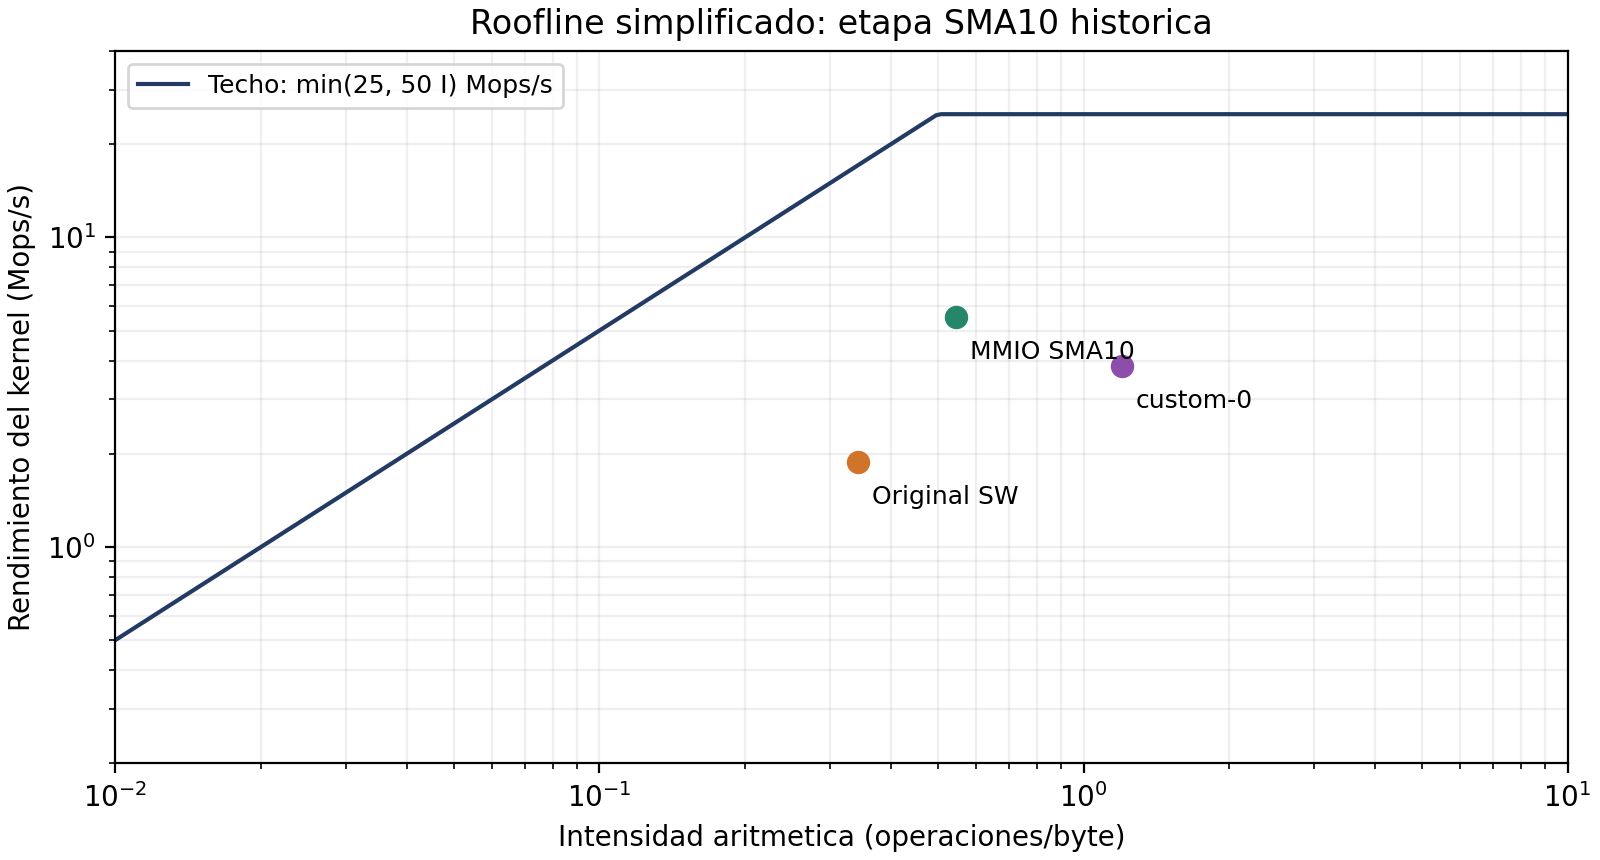 Roofline simplificado: etapa SMA10 historica
Techo: min(25, 50 I) Mops/s
Rendimiento del kernel (Mops/s)
10¹
10⁰
MMIO SMA10
custom-0
Original SW
10⁻² 10⁻¹ 10⁰ 10¹
Intensidad aritmetica (operaciones/byte)